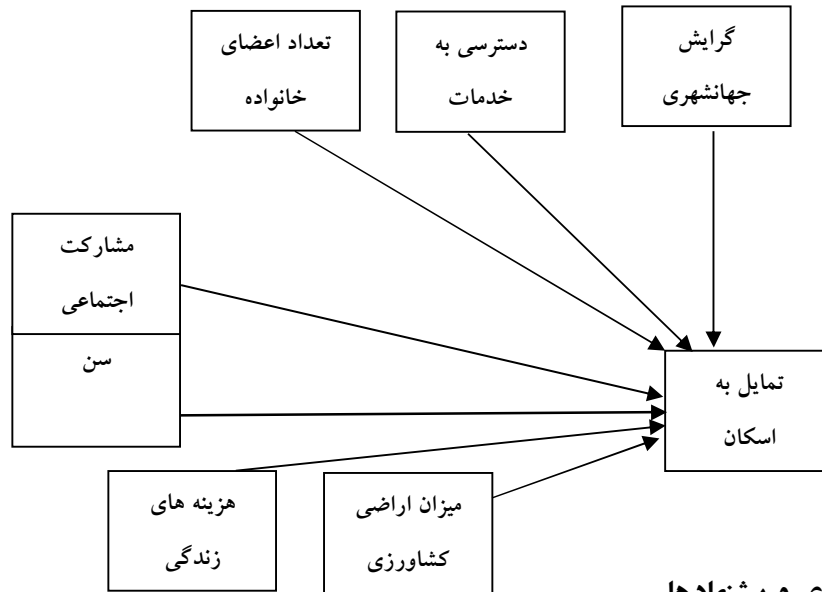 گرایش
جهانشهری
دسترسی به
خدمات
تعداد اعضای
خانواده
مشارکت
اجتماعی
سن
تمایل به
اسکان
میزان اراضی
کشاورزی
هزینه های
زندگی